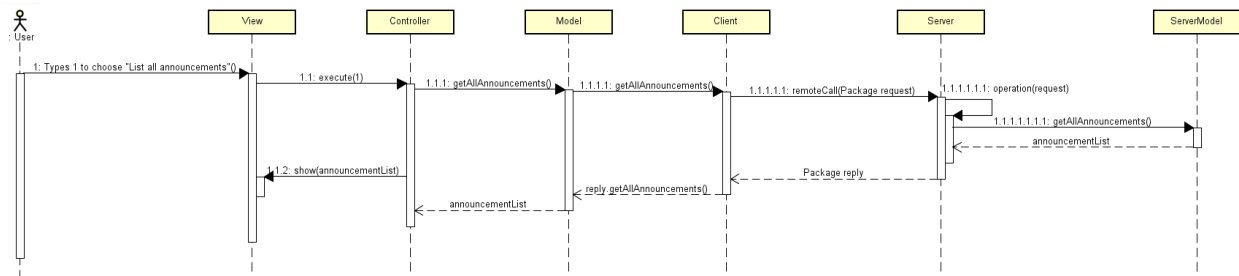 View
Controller
Model
Client
Server
ServerModel
: User
1: Types 1 to choose "List all announcements"()
1.1: execute(1)
1.1.1: getAllAnnouncements()
1.1.1.1: getAllAnnouncements()
1.1.1.1.1: remoteCall(Package request)
1.1.1.1.1.1: operation(request)
1.1.1.1.1.1.1: getAllAnnouncements()
announcementList
1.1.2: show(announcementList)
Package reply
reply.getAllAnnouncements()
announcementList